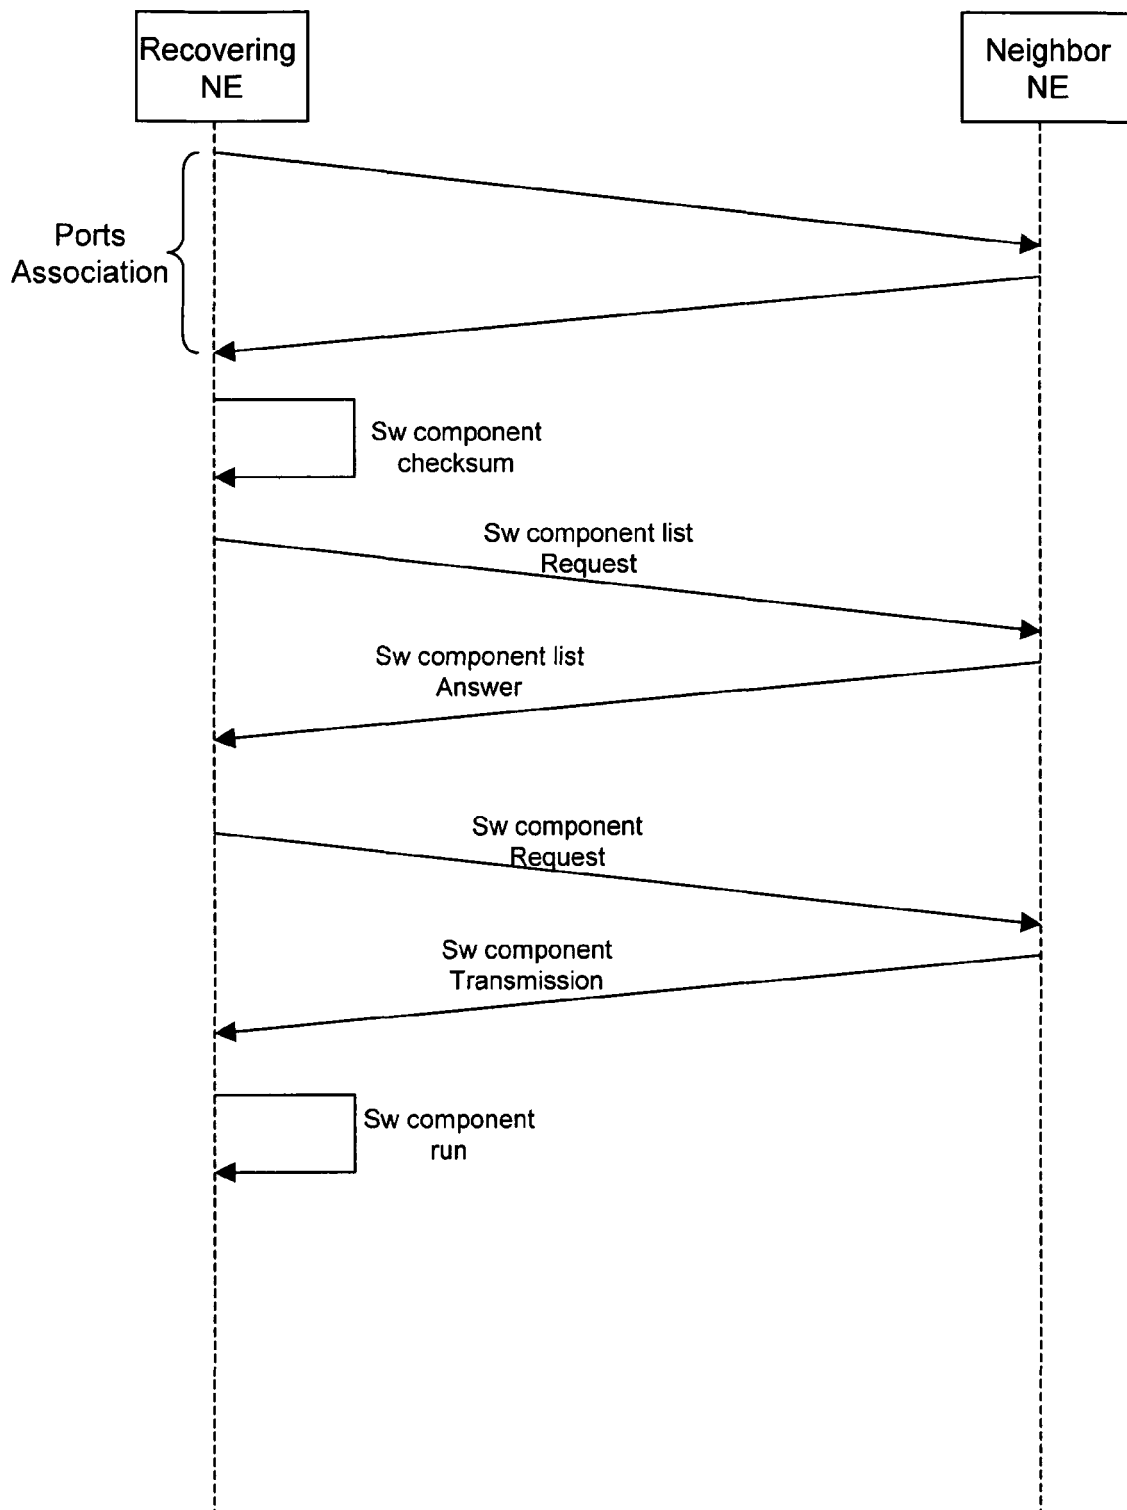 Recovering
NE
Neighbor
NE
Ports
Association
Sw component
checksum
Sw component list
Request
Sw component list
Answer
Sw component
Request
Sw component
Transmission
Sw component
run